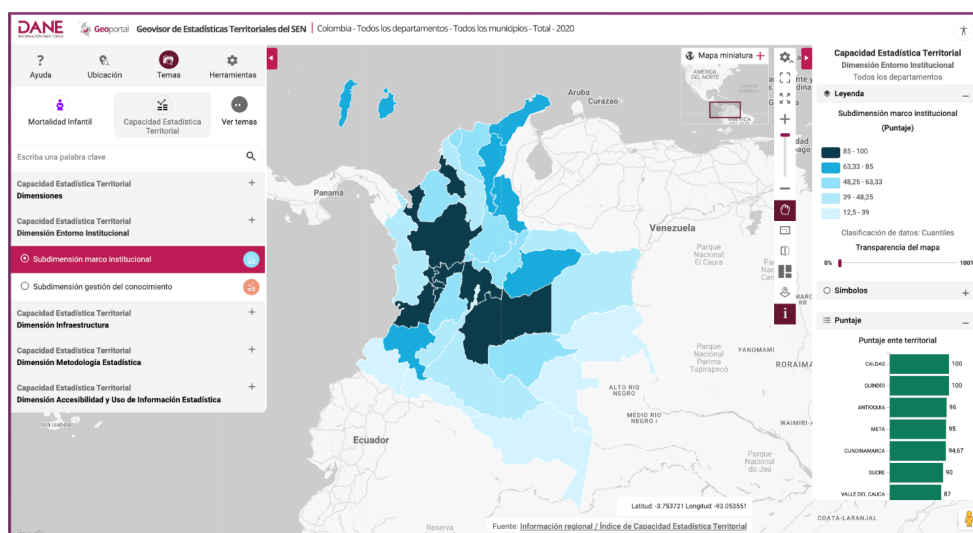 DANE
INFORMACIÓN PARA TODOS
Geoportal
Geovisor de Estadísticas Territoriales del SEN
Colombia - Todos los departamentos - Todos los municipios - Total - 2020
?
Ayuda
Ubicación
Temas
Herramientas
Mortalidad Infantil
Capacidad Estadística
Territorial
Ver temas
Escriba una palabra clave
Capacidad Estadística Territorial
Dimensiones
Capacidad Estadística Territorial
Dimensión Entorno Institucional
Subdimensión marco institucional
Subdimensión gestión del conocimiento
Capacidad Estadística Territorial
Dimensión Infraestructura
Capacidad Estadística Territorial
Dimensión Metodología Estadística
Capacidad Estadística Territorial
Dimensión Accesibilidad y Uso de Información Estadística
Isla Isabela
Panamá
Aruba
Curazao
Venezuela
Parque
Nacional
El Caura
Parque
Nacional
Parima
Tapirapecó
YANOMAMI
RORAIMA
ALTO RIO
NEGRO
MÉDIO RIO
NEGRO I
WAIMIRI-
Parque
Nacional
do Jaú
Ecuador
Reserva
COATA-LARANJAL
Mapa miniatura +
AMÉRICA
DEL NORTE
AMÉRICA
DEL SUR
Latitud: -3.753721 Longitud: -93.053551
Fuente: Información regional / Índice de Capacidad Estadística Territorial
Capacidad Estadística Territorial
Dimensión Entorno Institucional
Todos los departamentos
Leyenda
Subdimensión marco institucional
(Puntaje)
85 - 100
63,33 - 85
48,25 - 63,33
39 - 48,25
12,5 - 39
Clasificación de datos: Cuantiles
Transparencia del mapa
0%
100%
Símbolos
Puntaje
Puntaje ente territorial
CALDAS 100
QUINDÍO 100
ANTIOQUIA 96
META 95
CUNDINAMARCA 94,67
SUCRE 90
VALLE DEL CAUCA 87